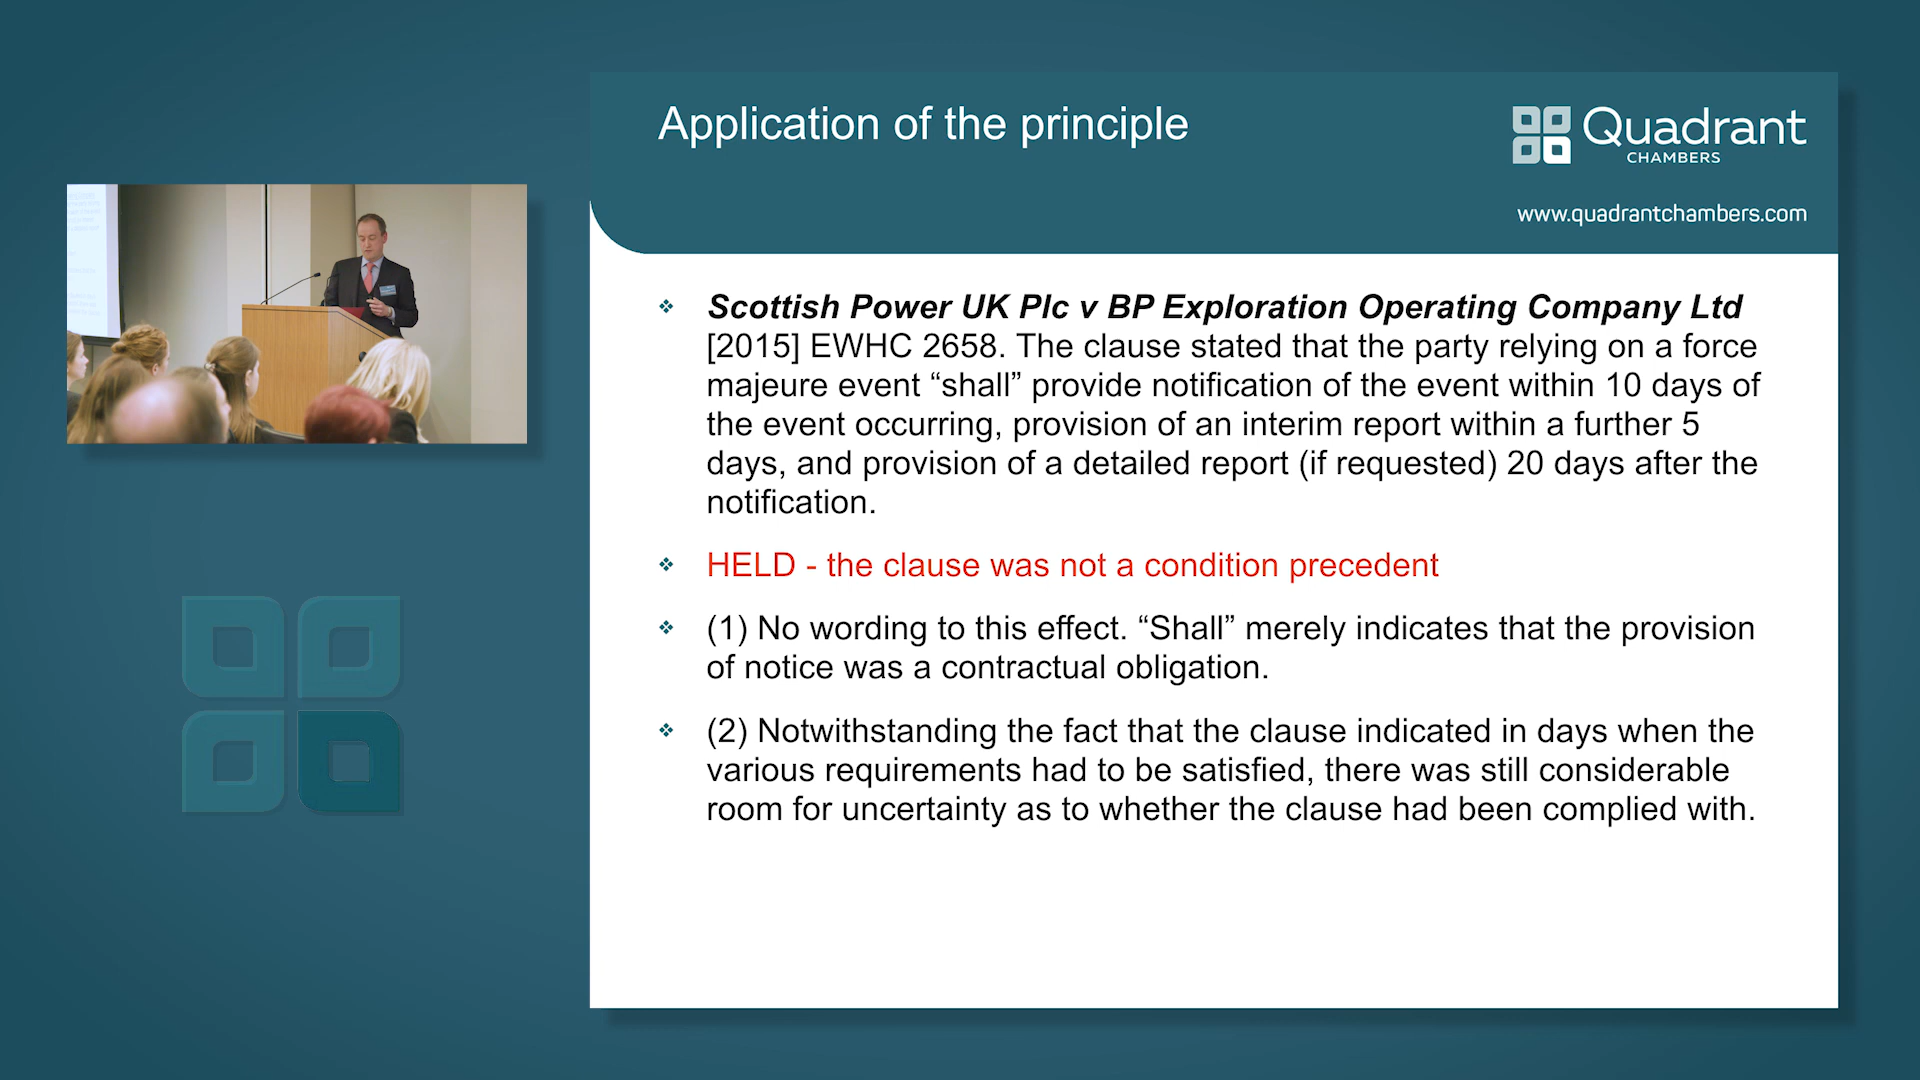 Application of the principle
Quadrant
CHAMBERS
www.quadrantchambers.com
Scottish Power UK Plc v BP Exploration Operating Company Ltd
[2015] EWHC 2658. The clause stated that the party relying on a force
majeure event “shall” provide notification of the event within 10 days of
the event occurring, provision of an interim report within a further 5
days, and provision of a detailed report (if requested) 20 days after the
notification.
HELD - the clause was not a condition precedent
(1) No wording to this effect. “Shall” merely indicates that the provision
of notice was a contractual obligation.
(2) Notwithstanding the fact that the clause indicated in days when the
various requirements had to be satisfied, there was still considerable
room for uncertainty as to whether the clause had been complied with.